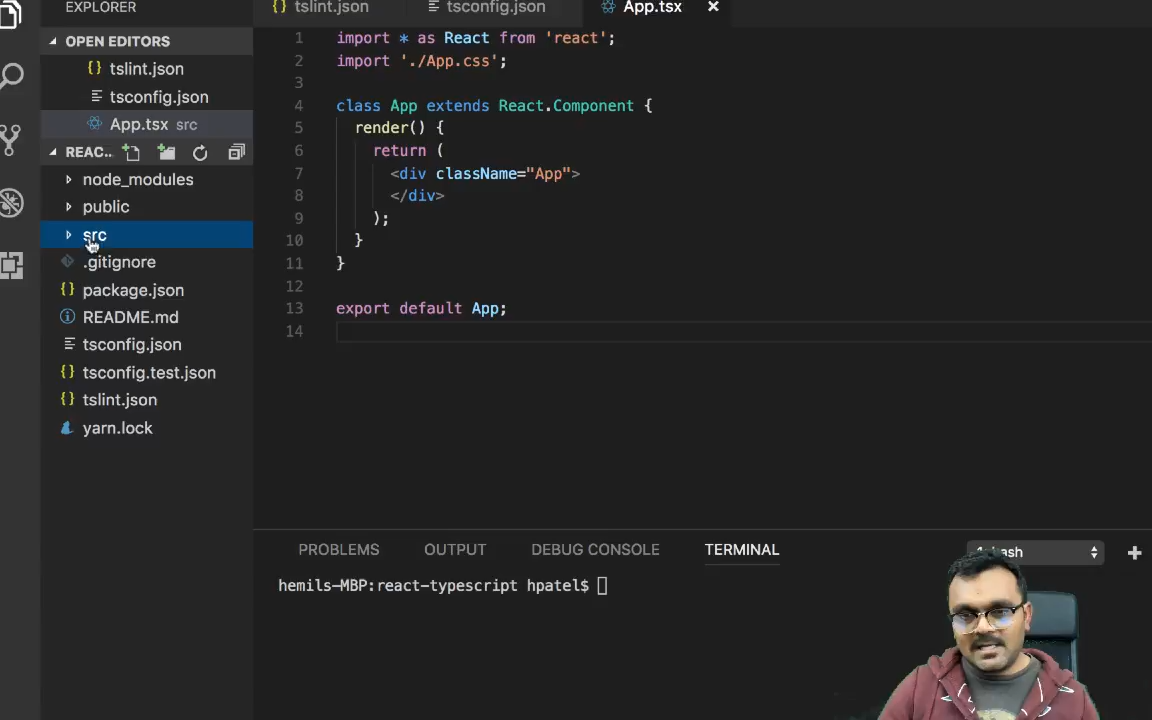 EXPLORER
OPEN EDITORS
tslint.json
tsconfig.json
App.tsx src
REAC..
node_modules
public
src
.gitignore
package.json
README.md
tsconfig.json
tsconfig.test.json
tslint.json
yarn.lock
tslint.json tsconfig.json App.tsx
1 import * as React from 'react';
2 import './App.css';
3
4 class App extends React.Component {
5 render() {
6 return (
7 <div className="App">
8 </div>
9 );
10 }
11 }
12
13 export default App;
14
PROBLEMS OUTPUT DEBUG CONSOLE TERMINAL
hemils-MBP:react-typescript hpatel$